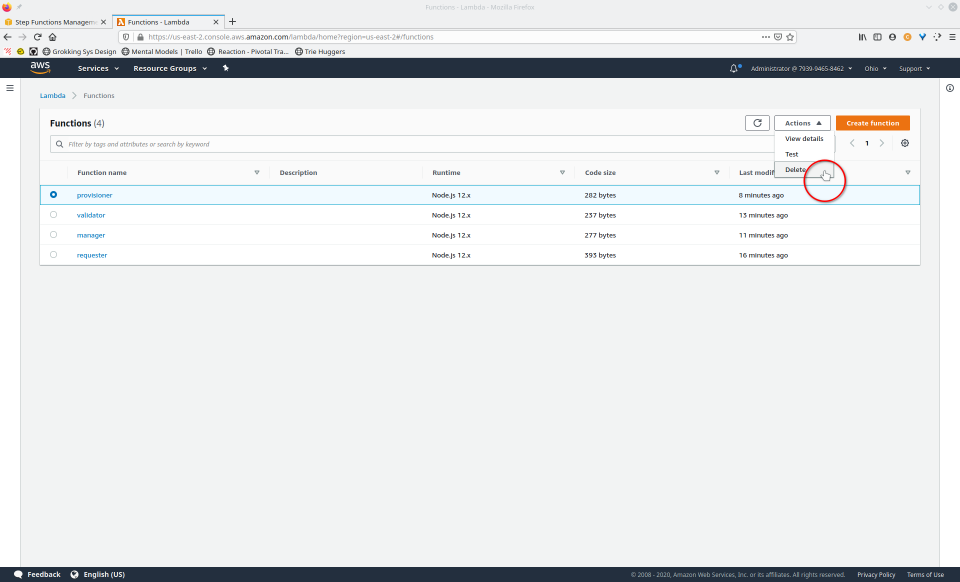 Functions - Lambda - Mozilla Firefox
Step Functions Managem
Functions - Lambda
https://us-east-2.console.aws.amazon.com/lambda/home?region=us-east-2#/functions
Grokking Sys Design
Mental Models | Trello
Reaction - Pivotal Tra...
Trie Huggers
aws
Services
Resource Groups
Administrator @ 7939-9465-8462
Ohio
Support
Lambda
Functions
Functions (4)
Actions
Create function
Filter by tags and attributes or search by keyword
1
View details
Test
Delete
Function name
Description
Runtime
Code size
Last modif
provisioner
Node.js 12.x
282 bytes
8 minutes ago
validator
Node.js 12.x
237 bytes
13 minutes ago
manager
Node.js 12.x
277 bytes
11 minutes ago
requester
Node.js 12.x
393 bytes
16 minutes ago
Feedback
English (US)
© 2008 - 2020, Amazon Web Services, Inc. or its affiliates. All rights reserved.
Privacy Policy
Terms of Use